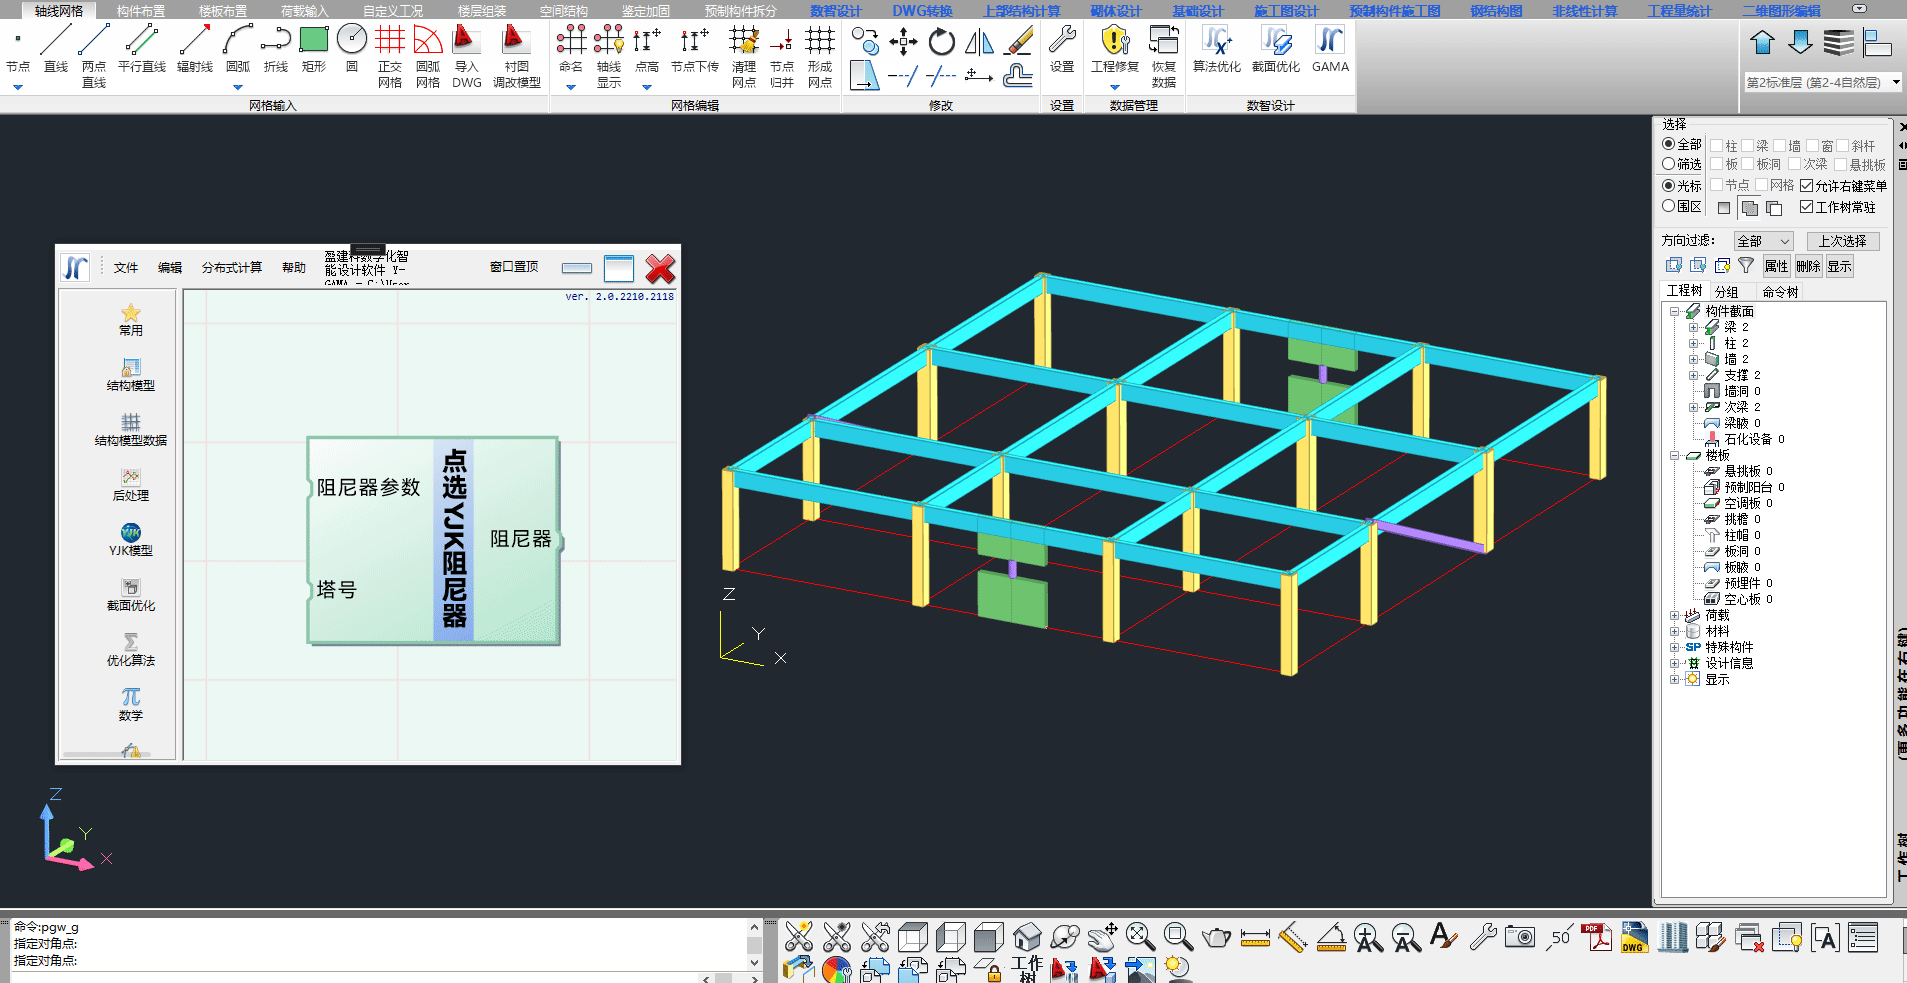 轴线网格 构件布置 楼板布置 荷载输入 自定义工况 楼层组装 空间结构 鉴定加固 预制构件拆分 数智设计 DWG转换 上部结构计算 砌体设计 基础设计 施工图设计 预制构件施工图 钢结构图 非线性计算 工程量统计 二维图形编辑
节点 直线 两点直线 平行直线 辐射线 圆弧 折线 矩形 圆 正交网格 圆弧网格 导入DWG 衬图调改模型
命名 轴线显示 点高 节点下传 清理网点 节点归并 形成网点
设置 工程修复 恢复数据 算法优化 截面优化 GAMA
第2标准层 (第2-4自然层)
网格输入 网格编辑 修改 设置 数据管理 数智设计
选择
全部 柱 梁 墙 窗 斜杆
筛选 板 板洞 次梁 悬挑板
光标 节点 网格 允许右键菜单
围区 工作树常驻
方向过滤: 全部 上次选择
属性 删除 显示
工程树 分组 命令树
构件截面
梁 2
柱 2
墙 2
支撑 2
墙洞 0
次梁 2
梁腋 0
石化设备 0
楼板
悬挑板 0
预制阳台 0
空调板 0
挑檐 0
柱帽 0
板洞 0
板腋 0
预埋件 0
空心板 0
荷载
材料
SP 特殊构件
设计信息
显示
文件 编辑 分布式计算 帮助
盈建科数字化智
能设计软件 Y-
GAMA - C:\User
窗口置顶
ver. 2.0.2210.2118
常用
结构模型
结构模型数据
后处理
YJK
YJK模型
截面优化
优化算法
数学
阻尼器参数
塔号
点选YJK阻尼器
阻尼器
Z
Y
X
Z
Y
X
命令:pgw_g
指定对角点:
指定对角点:
.50
PDF
DWG
A
工作树